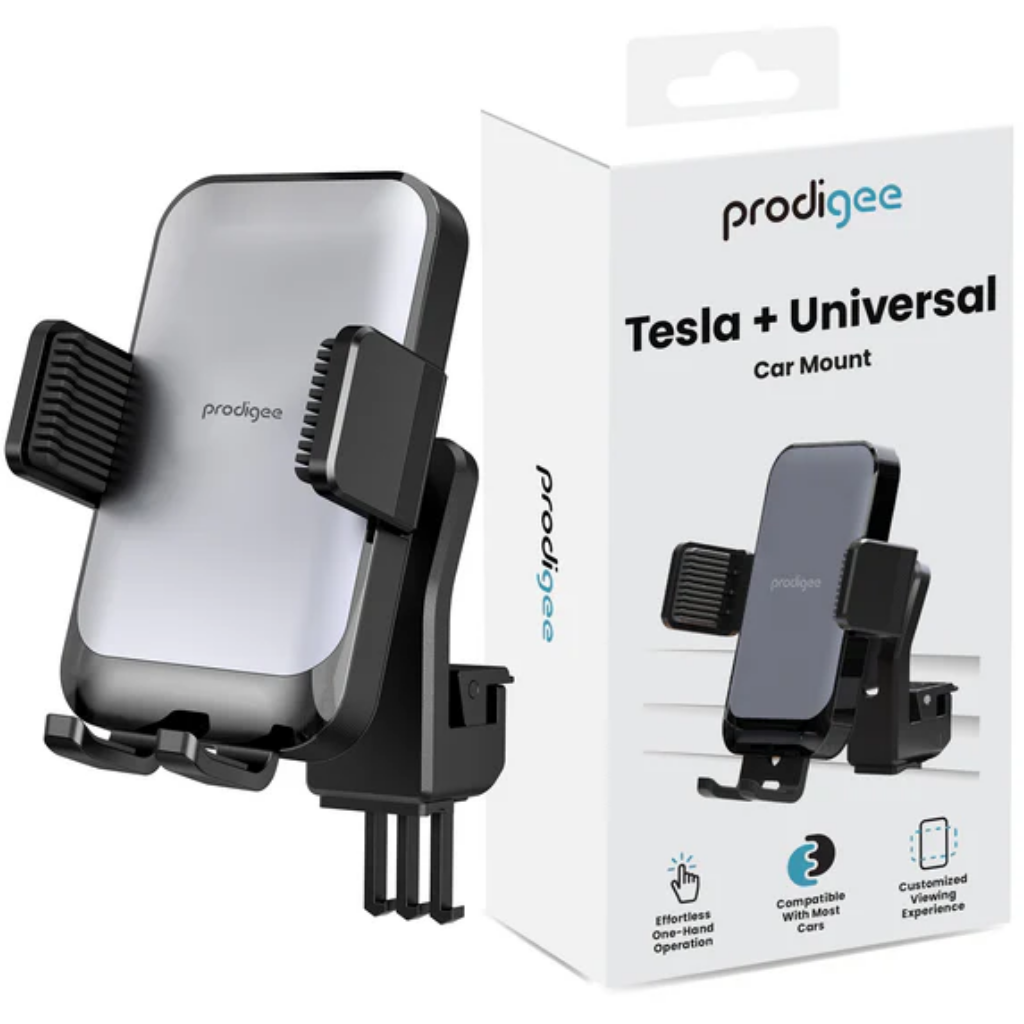 prodigee
prodigee
prodigee
Tesla + Universal
Car Mount
prodigee
Effortless
One-Hand
Operation
Compatible
With Most
Cars
Customized
Viewing
Experience